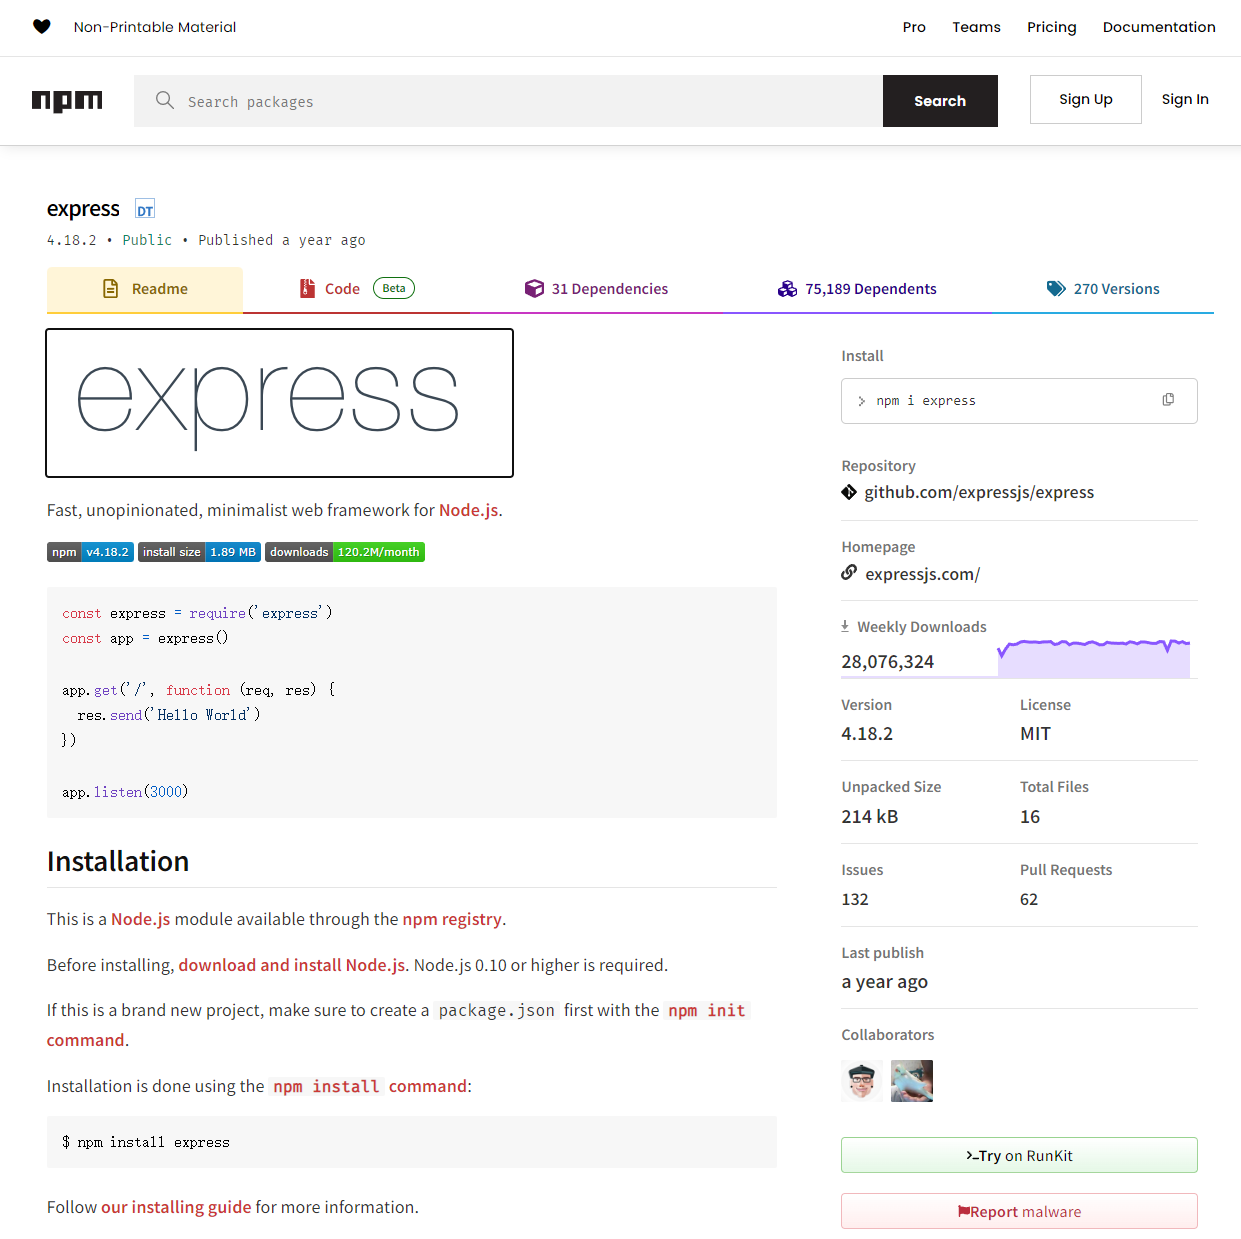 Non-Printable Material
Pro Teams Pricing Documentation
npm
Search packages
Search
Sign Up
Sign In
express DT
4.18.2 • Public • Published a year ago
Readme
Code Beta
31 Dependencies
75,189 Dependents
270 Versions
express
Fast, unopinionated, minimalist web framework for Node.js.
npm v4.18.2 install size 1.89 MB downloads 120.2M/month
const express = require('express')
const app = express()
app.get('/', function (req, res) {
  res.send('Hello World')
})
app.listen(3000)
Installation
This is a Node.js module available through the npm registry.
Before installing, download and install Node.js. Node.js 0.10 or higher is required.
If this is a brand new project, make sure to create a package.json first with the npm init
command.
Installation is done using the npm install command:
$ npm install express
Follow our installing guide for more information.
Install
> npm i express
Repository
github.com/expressjs/express
Homepage
expressjs.com/
Weekly Downloads
28,076,324
Version
4.18.2
License
MIT
Unpacked Size
214 kB
Total Files
16
Issues
132
Pull Requests
62
Last publish
a year ago
Collaborators
>_Try on RunKit
Report malware